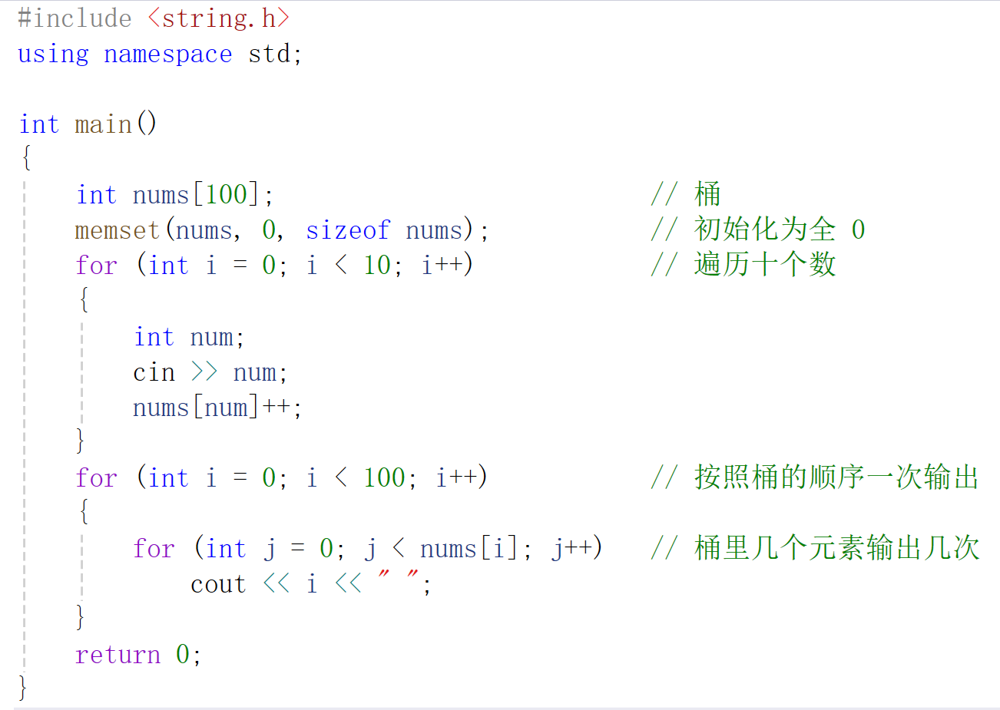 #include <string.h>
using namespace std;
int main()
{
int nums[100]; // 桶
memset(nums, 0, sizeof nums); // 初始化为全 0
for (int i = 0; i < 10; i++) // 遍历十个数
{
int num;
cin >> num;
nums[num]++;
}
for (int i = 0; i < 100; i++) // 按照桶的顺序一次输出
{
for (int j = 0; j < nums[i]; j++) // 桶里几个元素输出几次
cout << i << " ";
}
return 0;
}